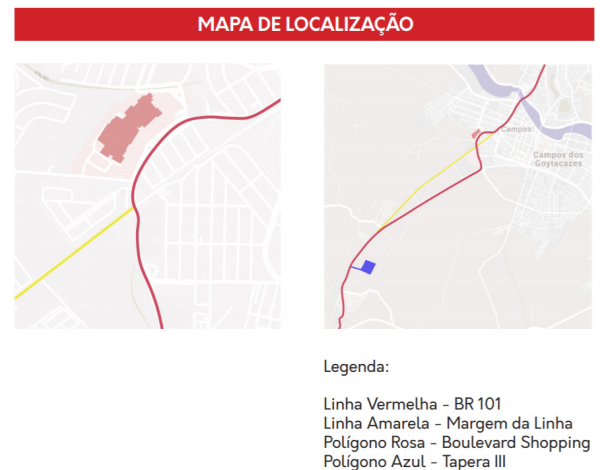 MAPA DE LOCALIZAÇÃO
Campos
Campos dos
Goytacazes
Legenda:
Linha Vermelha - BR 101
Linha Amarela - Margem da Linha
Polígono Rosa - Boulevard Shopping
Polígono Azul - Tapera III